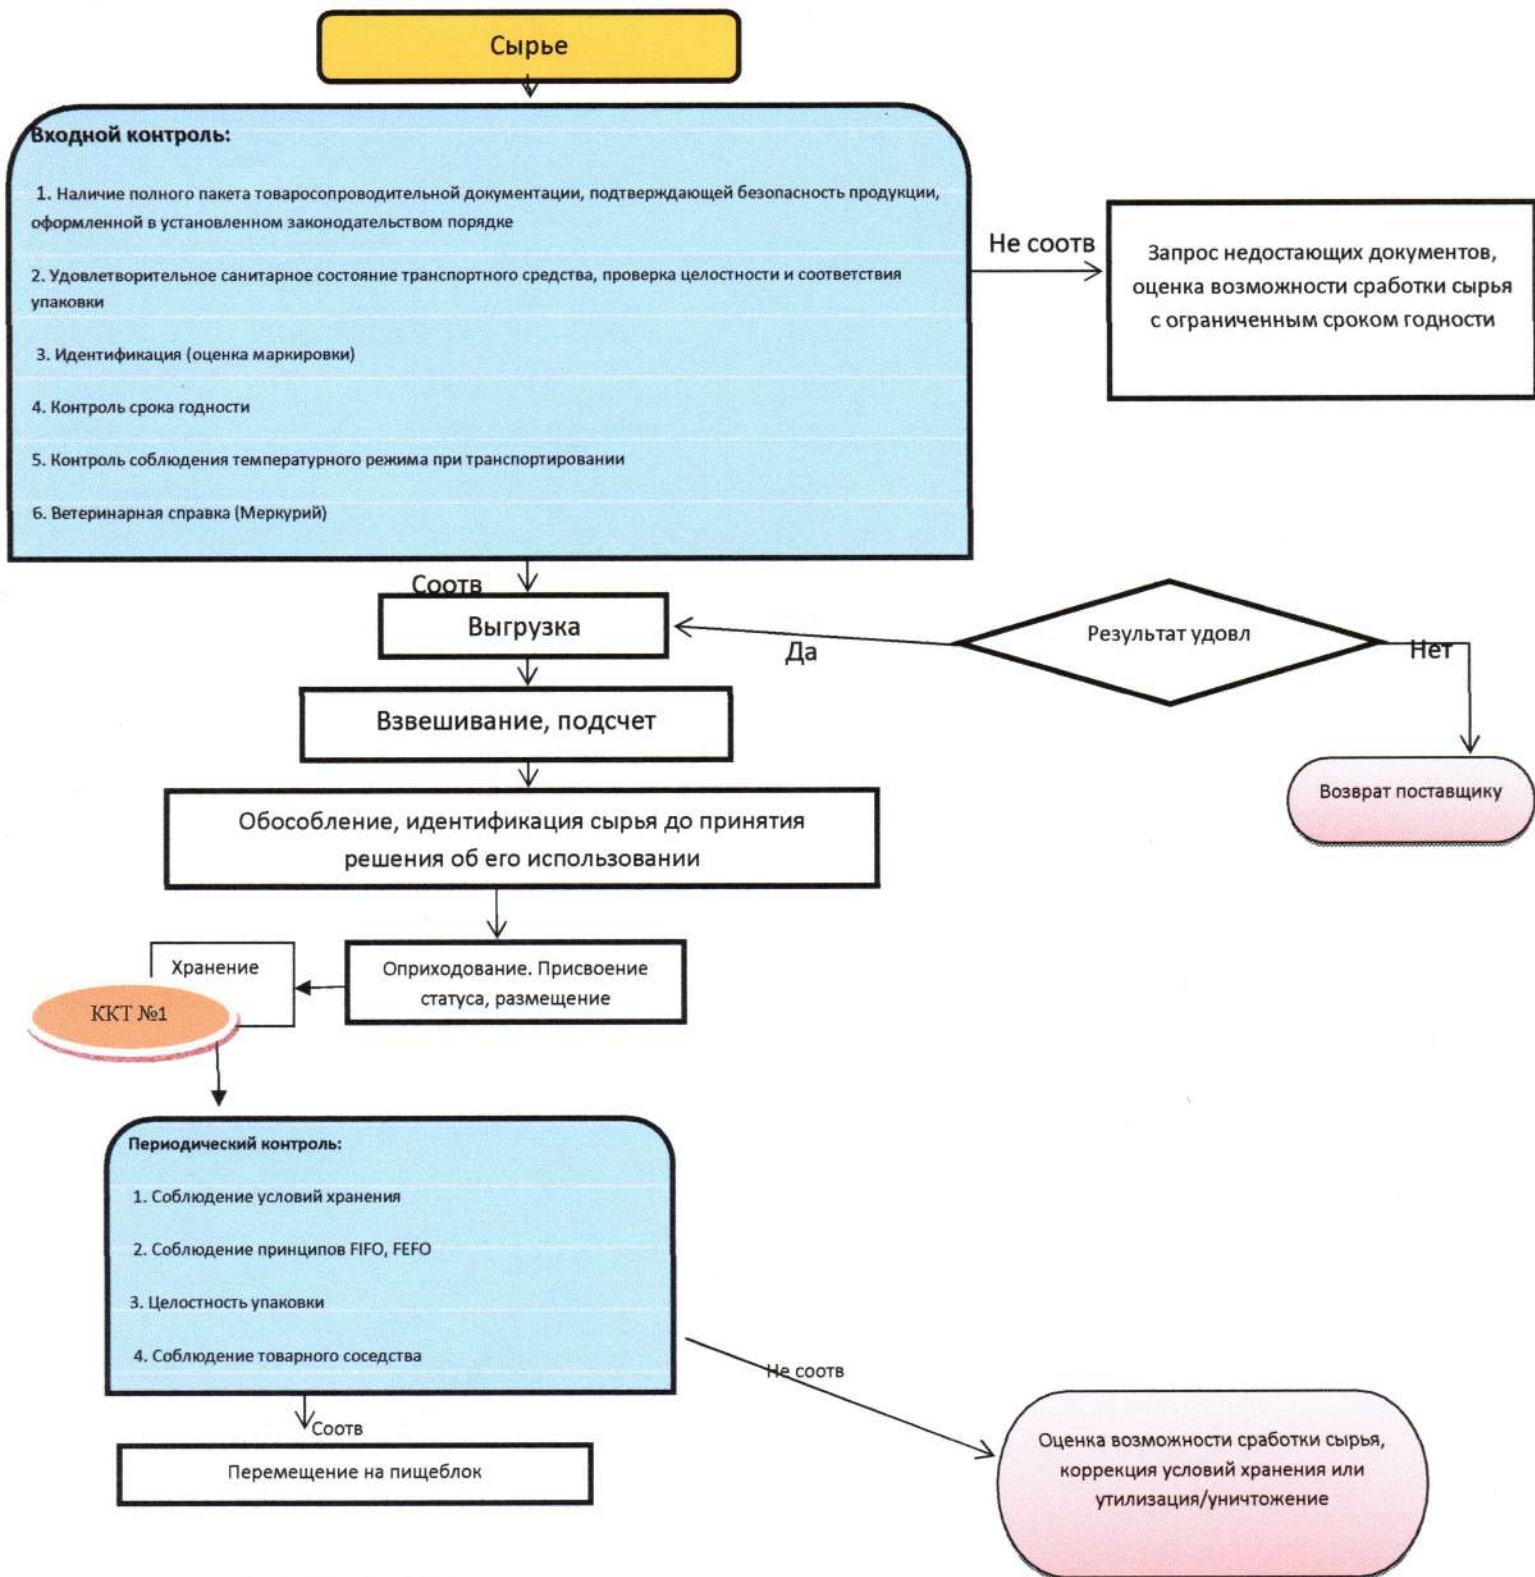 Сырье
Входной контроль:
1. Наличие полного пакета товаросопроводительной документации, подтверждающей безопасность продукции,
оформленной в установленном законодательством порядке
2. Удовлетворительное санитарное состояние транспортного средства, проверка целостности и соответствия
упаковки
3. Идентификация (оценка маркировки)
4. Контроль срока годности
5. Контроль соблюдения температурного режима при транспортировании
6. Ветеринарная справка (Меркурий)
Не соотв
Запрос недостающих документов,
оценка возможности сработки сырья
с ограниченным сроком годности
Соотв
Выгрузка
Да
Результат удовл
Нет
Возврат поставщику
Взвешивание, подсчет
Обособление, идентификация сырья до принятия
решения об его использовании
Оприходование. Присвоение
статуса, размещение
Хранение
ККТ №1
Периодический контроль:
1. Соблюдение условий хранения
2. Соблюдение принципов FIFO, FEFO
3. Целостность упаковки
4. Соблюдение товарного соседства
Не соотв
Соотв
Перемещение на пищеблок
Оценка возможности сработки сырья,
коррекция условий хранения или
утилизация/уничтожение